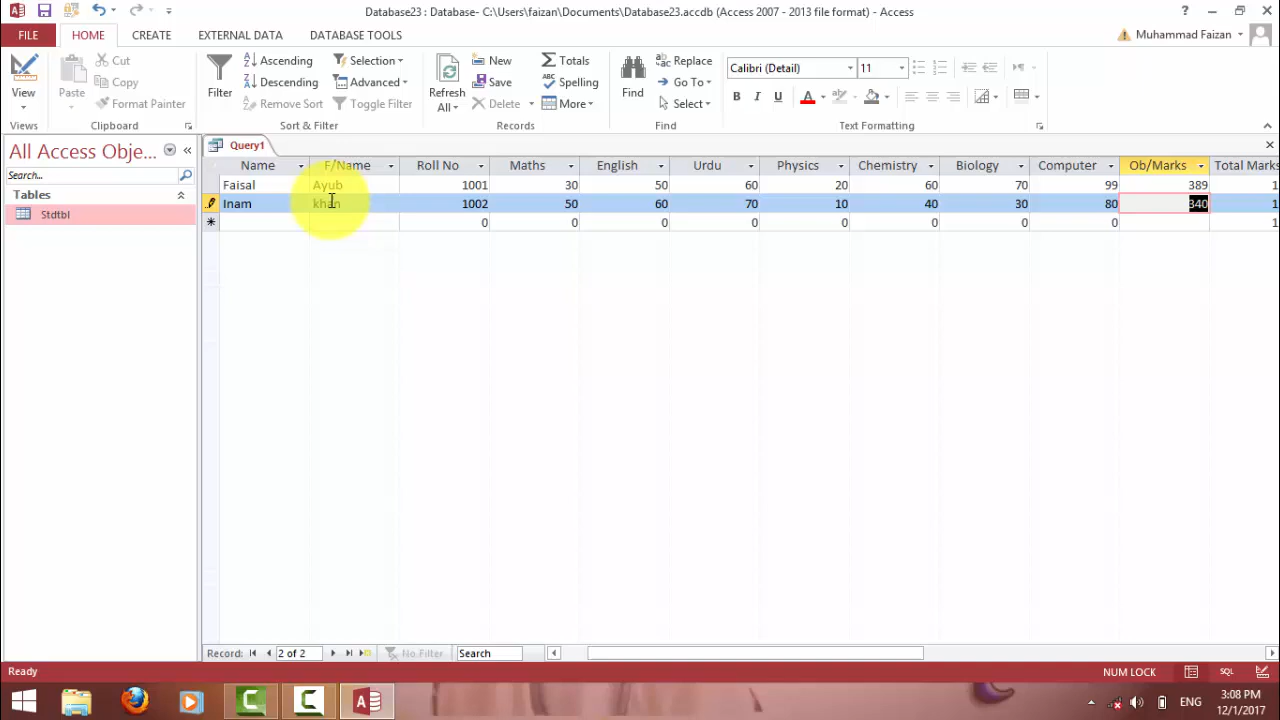 Database23 : Database- C:\Users\faizan\Documents\Database23.accdb (Access 2007 - 2013 file format) - Access
FILE HOME CREATE EXTERNAL DATA DATABASE TOOLS Muhammad Faizan
View
Views
Paste
Cut
Copy
Format Painter
Clipboard
Filter
Ascending
Descending
Remove Sort
Selection
Advanced
Toggle Filter
Sort & Filter
Refresh
All
New
Save
Delete
Totals
Spelling
More
Records
Find
Replace
Go To
Select
Find
Calibri (Detail) 11
B I U A
Text Formatting
All Access Obje...
Search...
Tables
Stdtbl
Query1
Name F/Name Roll No Maths English Urdu Physics Chemistry Biology Computer Ob/Marks Total Marks
Faisal Ayub 1001 30 50 60 20 60 70 99 389 1
Inam khan 1002 50 60 70 10 40 30 80 340 1
0 0 0 0 0 0 0 0 1
Record: 2 of 2 No Filter Search
Ready NUM LOCK SQL
ENG 3:08 PM
12/1/2017